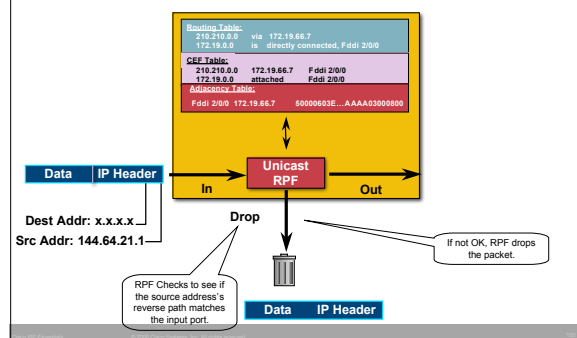 Routing Table:
210.210.0.0 via 172.19.66.7
172.19.0.0 is directly connected, Fddi 2/0/0
CEF Table:
210.210.0.0 172.19.66.7 Fddi 2/0/0
172.19.0.0 attached Fddi 2/0/0
Adjacency Table:
Fddi 2/0/0 172.19.66.7 50000603E...AAAA03000800
Data IP Header
In
Unicast
RPF
Out
Dest Addr: x.x.x.x
Src Addr: 144.64.21.1
Drop
If not OK, RPF drops
the packet.
RPF Checks to see if
the source address's
reverse path matches
the input port.
Data IP Header